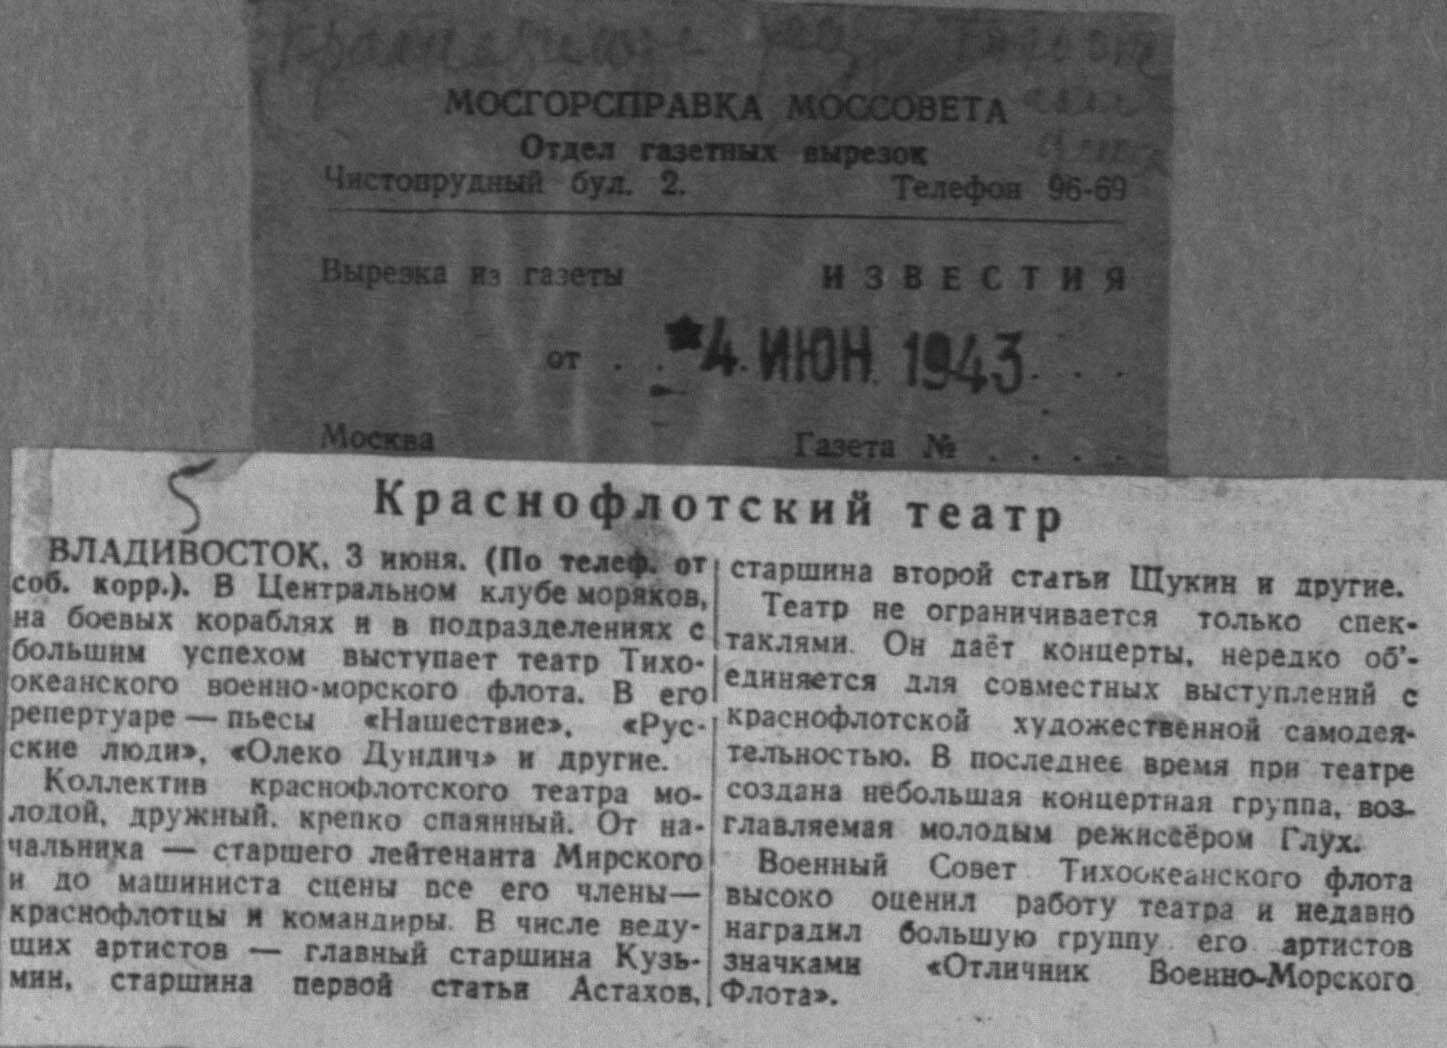 МОСГОРСПРАВКА МОССОВЕТА
Отдел газетных вырезок
Чистопрудный бул. 2. Телефон 96-69
Вырезка из газеты ИЗВЕСТИЯ
от . . *4. ИЮН. 1943 . . .
Москва Газета № . . . .
5
Краснофлотский театр
ВЛАДИВОСТОК, 3 июня. (По телеф. от
соб. корр.). В Центральном клубе моряков,
на боевых кораблях и в подразделениях с
большим успехом выступает театр Тихо-
океанского военно-морского флота. В его
репертуаре — пьесы «Нашествие», «Рус-
ские люди», «Олеко Дундич» и другие.
Коллектив краснофлотского театра мо-
лодой, дружный, крепко спаянный. От на-
чальника — старшего лейтенанта Мирского
и до машиниста сцены все его члены—
краснофлотцы и командиры. В числе веду-
щих артистов — главный старшина Кузь-
мин, старшина первой статьи Астахов,
старшина второй статьи Щукин и другие.
Театр не ограничивается только спек-
таклями. Он даёт концерты, нередко об'-
единяется для совместных выступлений с
краснофлотской художественной самодея-
тельностью. В последнее время при театре
создана небольшая концертная группа, воз-
главляемая молодым режиссёром Глух.
Военный Совет Тихоокеанского флота
высоко оценил работу театра и недавно
наградил большую группу его артистов
значками «Отличник Военно-Морского
Флота».